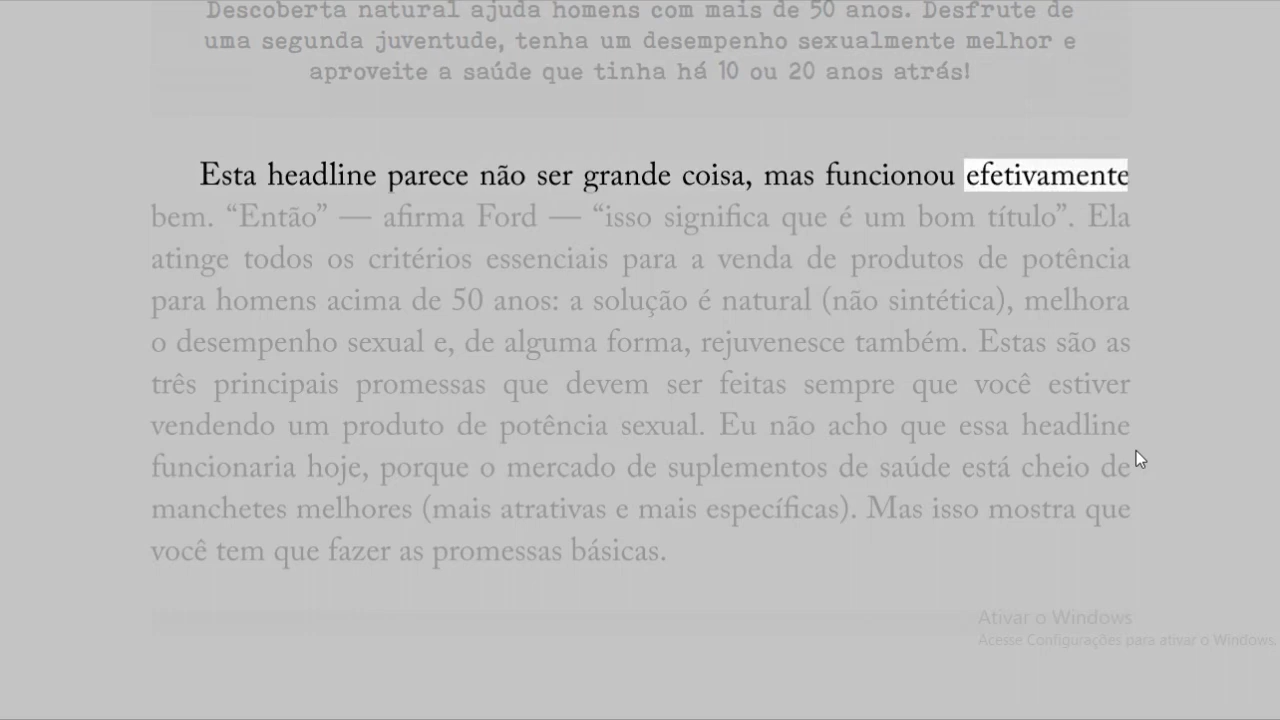 Descoberta natural ajuda homens com mais de 50 anos. Desfrute de
uma segunda juventude, tenha um desempenho sexualmente melhor e
aproveite a saúde que tinha há 10 ou 20 anos atrás!
Esta headline parece não ser grande coisa, mas funcionou efetivamente
bem. “Então” — afirma Ford — “isso significa que é um bom título”. Ela
atinge todos os critérios essenciais para a venda de produtos de potência
para homens acima de 50 anos: a solução é natural (não sintética), melhora
o desempenho sexual e, de alguma forma, rejuvenesce também. Estas são as
três principais promessas que devem ser feitas sempre que você estiver
vendendo um produto de potência sexual. Eu não acho que essa headline
funcionaria hoje, porque o mercado de suplementos de saúde está cheio de
manchetes melhores (mais atrativas e mais específicas). Mas isso mostra que
você tem que fazer as promessas básicas.
Ativar o Windows
Acesse Configurações para ativar o Windows.